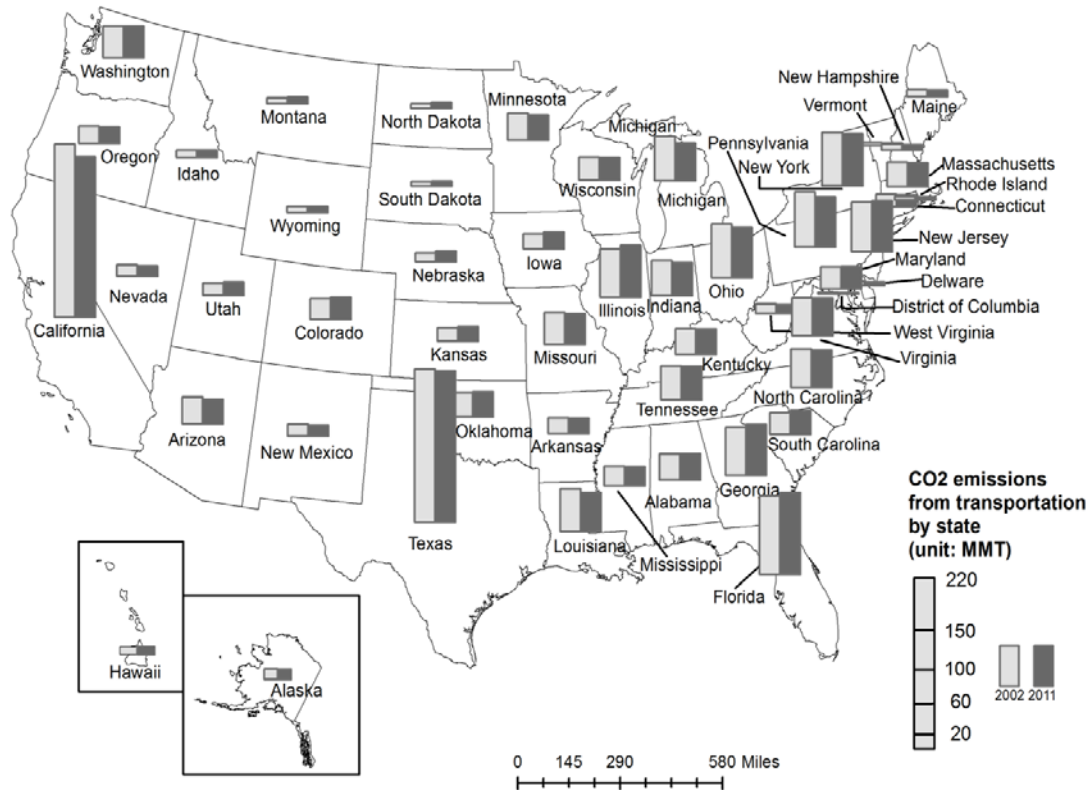 Washington
Montana
North Dakota
Minnesota
Michigan
New Hampshire
Vermont
Maine
Pennsylvania
New York
Massachusetts
Rhode Island
Connecticut
Oregon
Idaho
Wisconsin
Michigan
South Dakota
Wyoming
New Jersey
Maryland
Delware
District of Columbia
West Virginia
Virginia
Nebraska
Iowa
Nevada
Utah
Illinois
Indiana
Ohio
California
Colorado
Kansas
Missouri
Kentucky
Tennessee
North Carolina
Arizona
New Mexico
Oklahoma
Arkansas
South Carolina
Alabama
Georgia
Texas
Louisiana
Mississippi
Florida
Hawaii
Alaska
CO2 emissions
from transportation
by state
(unit: MMT)
220
150
100
60
20
2002 2011
0 145 290 580 Miles